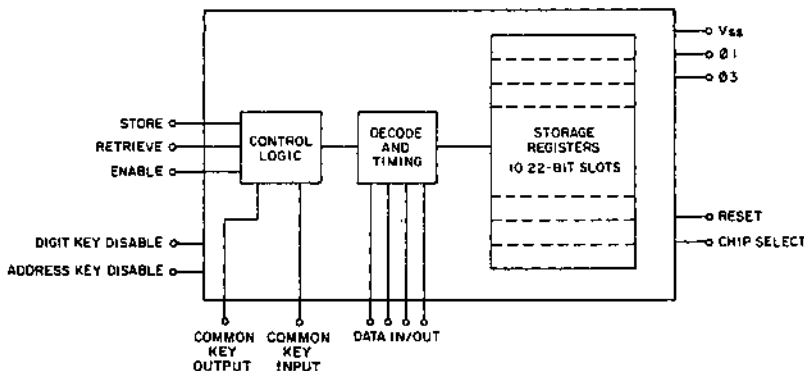 Vss
Ø1
Ø3
STORE
RETRIEVE
ENABLE
CONTROL
LOGIC
DECODE
AND
TIMING
STORAGE
REGISTERS
10 22-BIT SLOTS
DIGIT KEY DISABLE
ADDRESS KEY DISABLE
RESET
CHIP SELECT
COMMON
KEY
OUTPUT
COMMON
KEY
INPUT
DATA IN/OUT